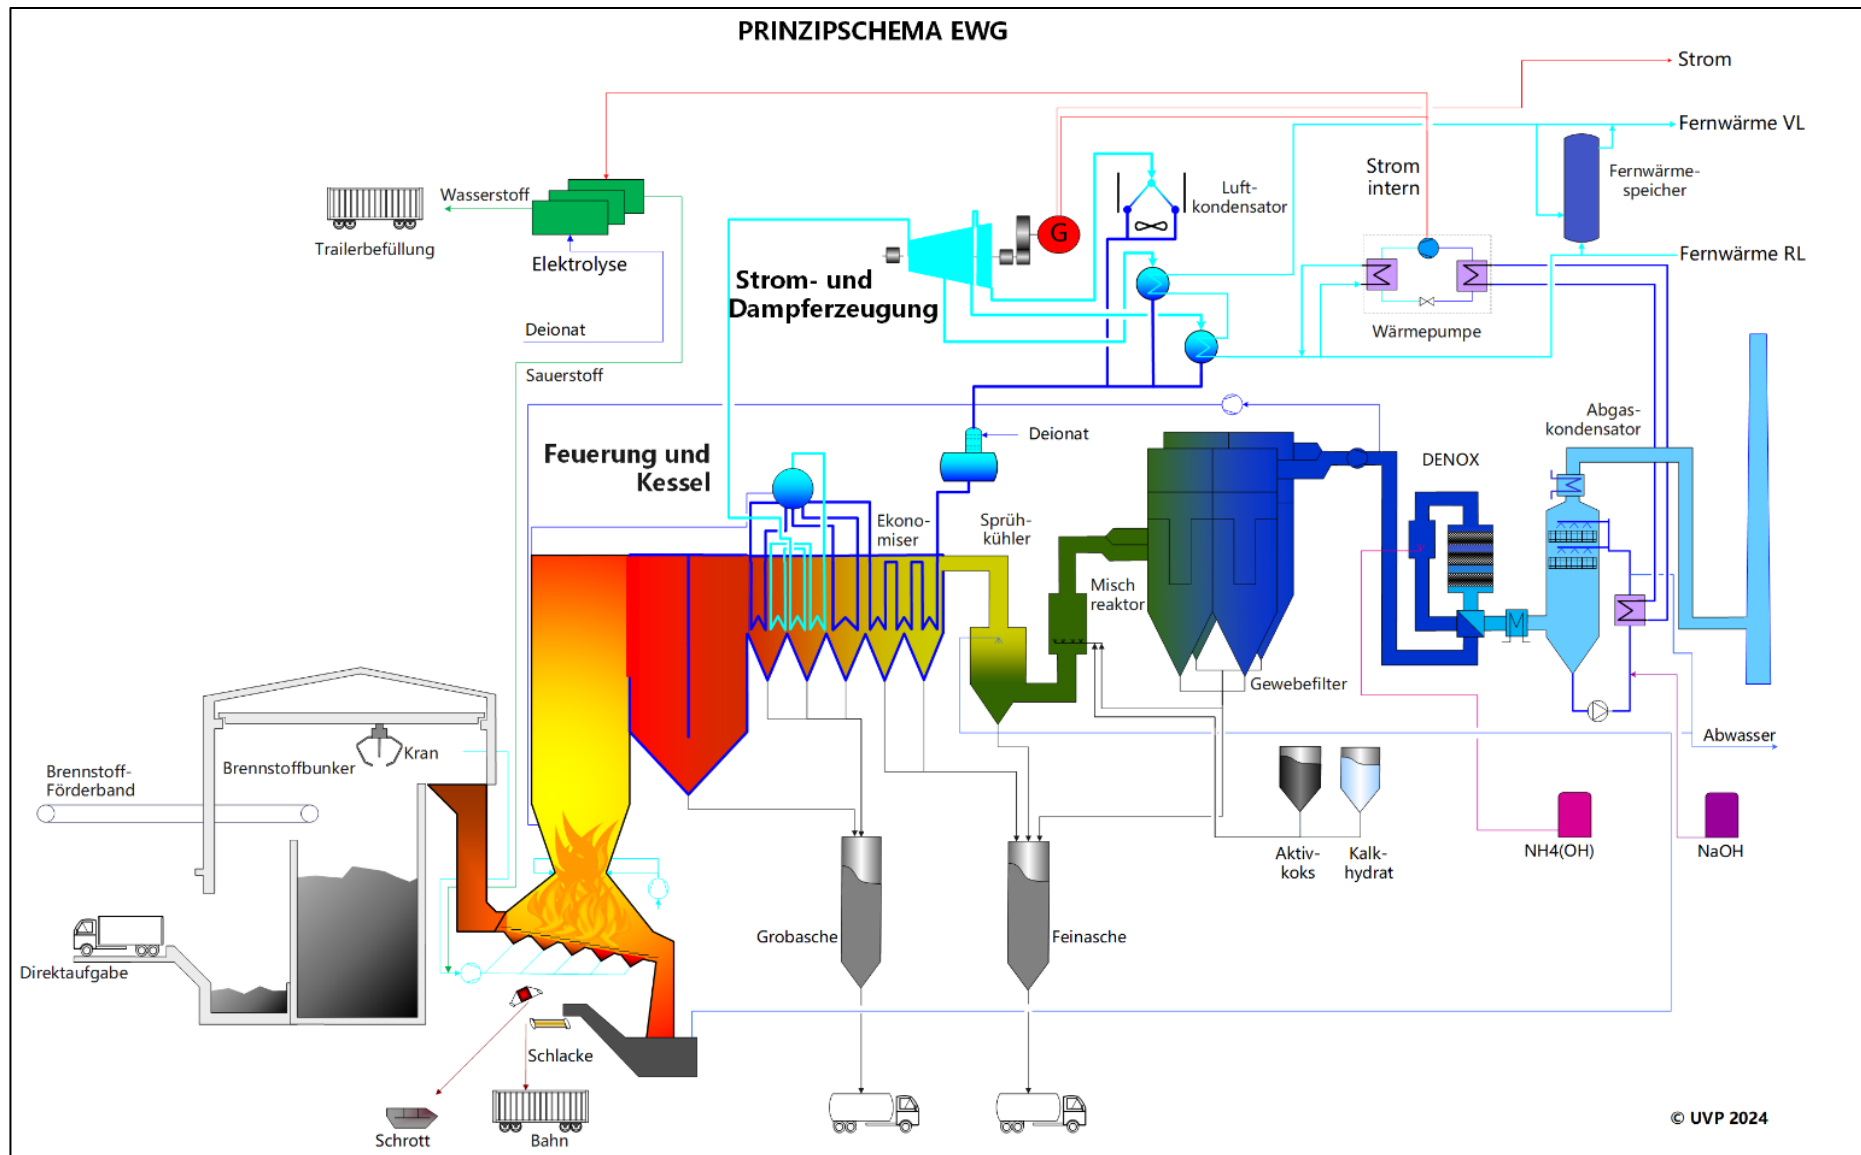 PRINZIPSCHEMA EWG
Strom
Fernwärme VL
Strom
intern
Fernwärme-
speicher
Wasserstoff
Luft-
kondensator
Trailerbefüllung
G
Elektrolyse
Fernwärme RL
Strom- und
Dampferzeugung
Deionat
Wärmepumpe
Sauerstoff
Abgas-
kondensator
Deionat
Feuerung und
Kessel
DENOX
Ekono-
miser
Sprüh-
kühler
Misch
reaktor
Gewebefilter
Abwasser
Kran
Brennstoffbunker
Brennstoff-
Förderband
Aktiv-
koks
Kalk-
hydrat
NH4(OH)
NaOH
Grobasche
Feinasche
Direktaufgabe
Schlacke
Schrott
Bahn
© UVP 2024